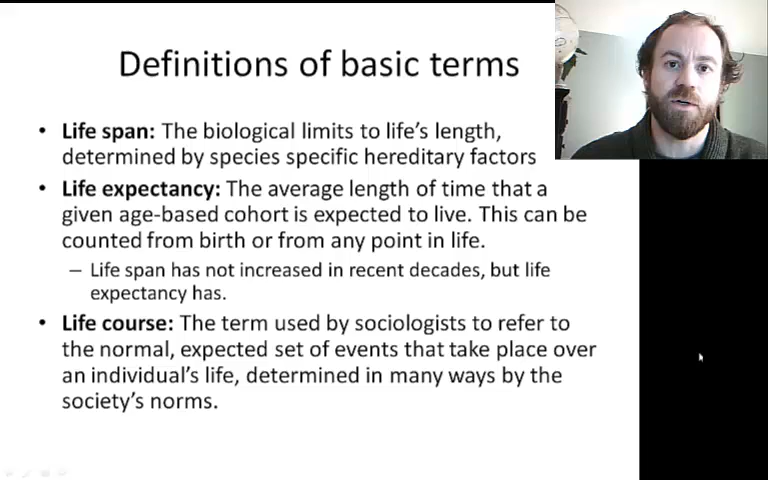 Definitions of basic terms
• Life span: The biological limits to life's length,
determined by species specific hereditary factors
• Life expectancy: The average length of time that a
given age-based cohort is expected to live. This can be
counted from birth or from any point in life.
– Life span has not increased in recent decades, but life
expectancy has.
• Life course: The term used by sociologists to refer to
the normal, expected set of events that take place over
an individual's life, determined in many ways by the
society's norms.